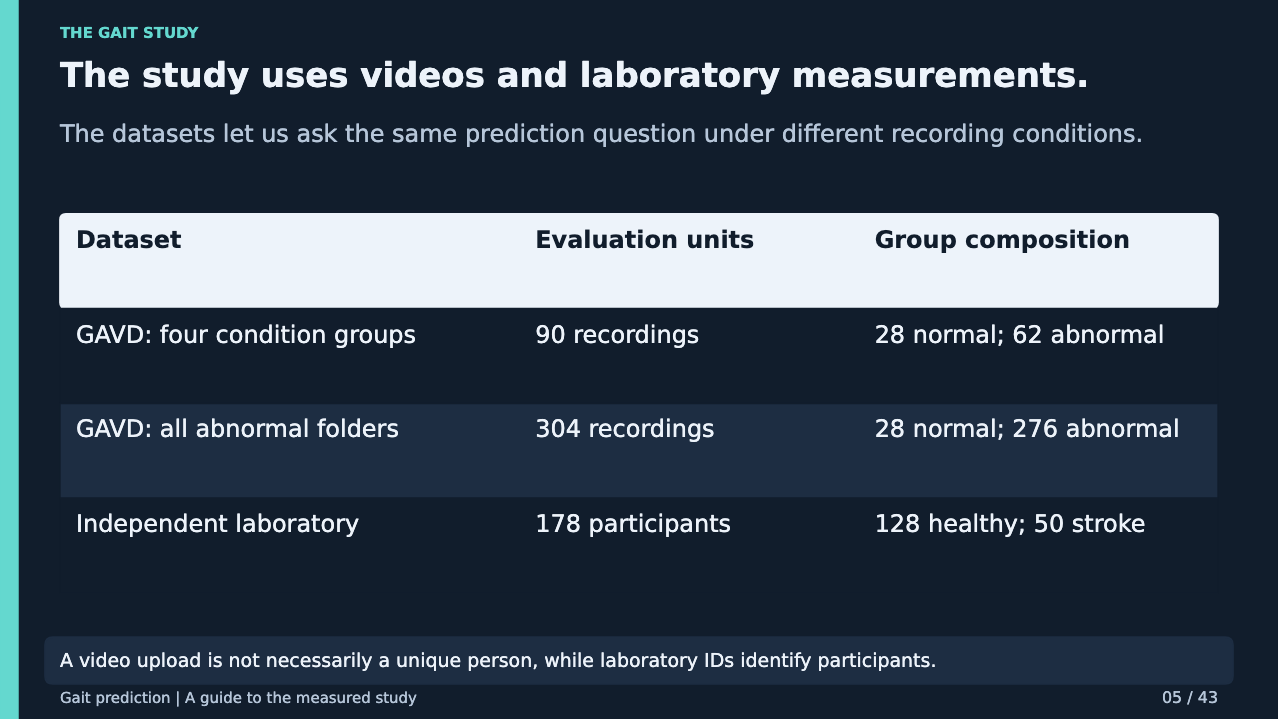 THE GAIT STUDY
The study uses videos and laboratory measurements.
The datasets let us ask the same prediction question under different recording conditions.
Dataset Evaluation units Group composition
GAVD: four condition groups 90 recordings 28 normal; 62 abnormal
GAVD: all abnormal folders 304 recordings 28 normal; 276 abnormal
Independent laboratory 178 participants 128 healthy; 50 stroke
A video upload is not necessarily a unique person, while laboratory IDs identify participants.
Gait prediction | A guide to the measured study 05 / 43